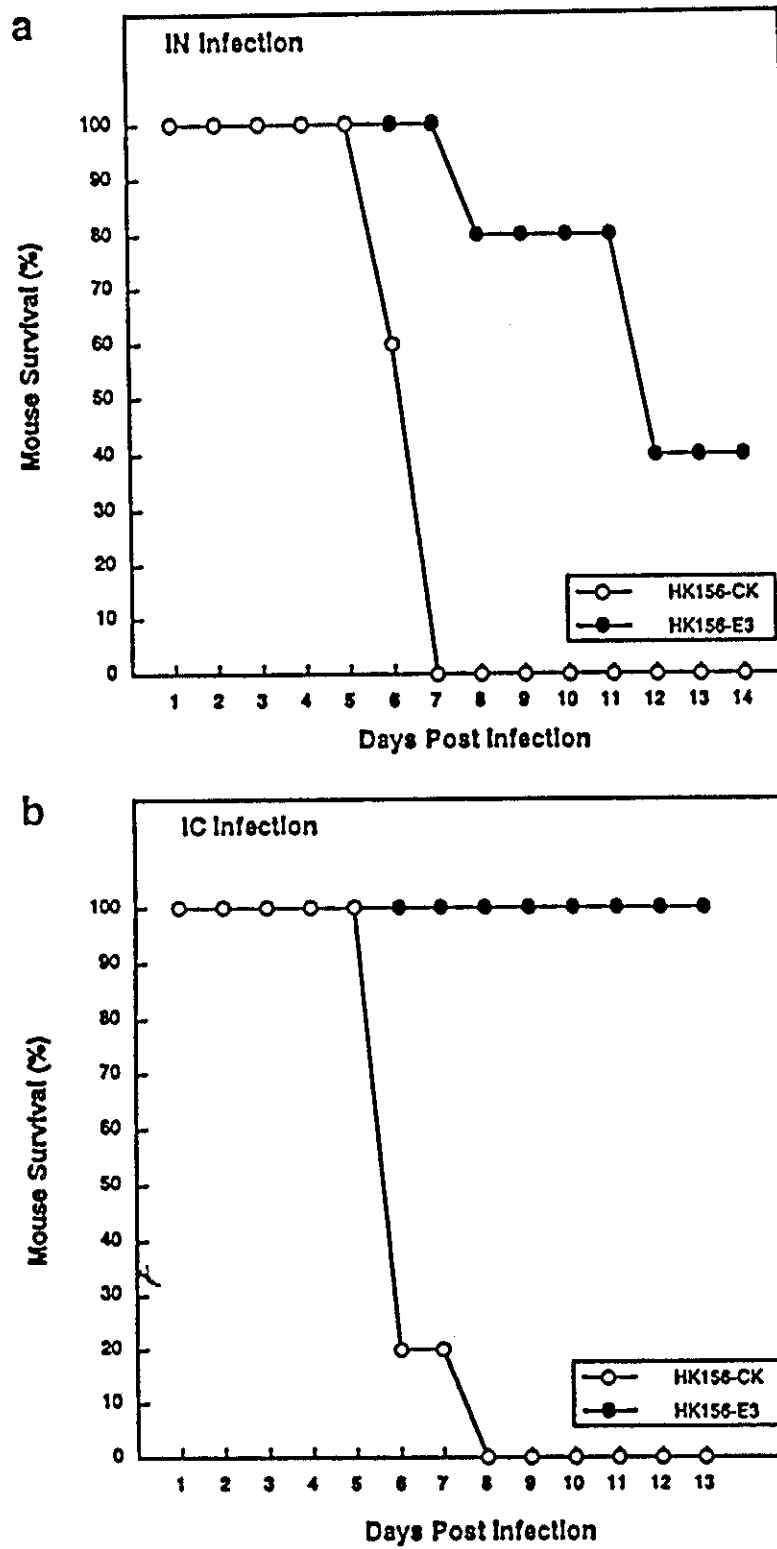 a
IN Infection
100
90
80
70
60
50
40
30
20
10
0
Mouse Survival (%)
HK156-CK
HK156-E3
1 2 3 4 5 6 7 8 9 10 11 12 13 14
Days Post Infection
b
IC Infection
100
90
80
70
60
50
40
30
20
10
0
Mouse Survival (%)
HK156-CK
HK156-E3
1 2 3 4 5 6 7 8 9 10 11 12 13
Days Post Infection